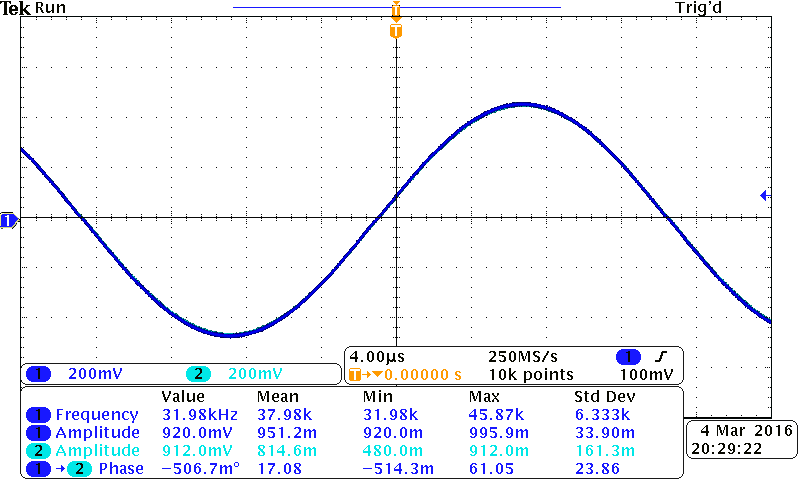 Tek Run Trig'd
T
T
1
4.00µs 250MS/s 1
1 200mV 2 200mV T→▼0.00000 s 10k points 100mV
Value Mean Min Max Std Dev
1 Frequency 31.98kHz 37.98k 31.98k 45.87k 6.333k
1 Amplitude 920.0mV 951.2m 920.0m 995.9m 33.90m
2 Amplitude 912.0mV 814.6m 480.0m 912.0m 161.3m
1→2 Phase −506.7m° 17.08 −514.3m 61.05 23.86
4 Mar 2016
20:29:22